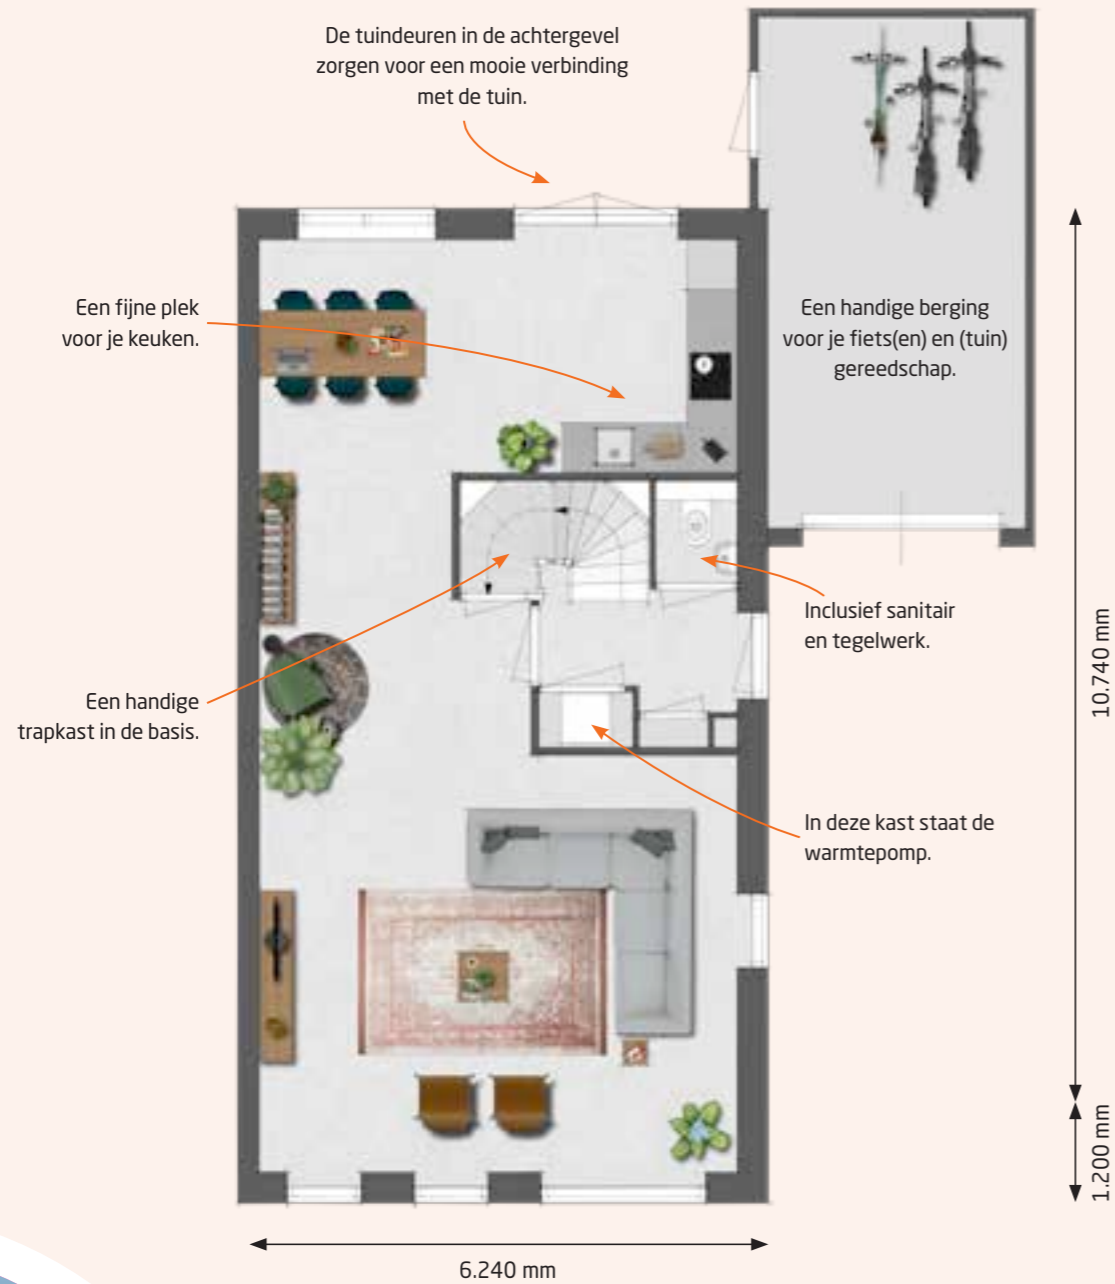 De tuindeuren in de achtergevel
zorgen voor een mooie verbinding
met de tuin.
Een fijne plek
voor je keuken.
Een handige berging
voor je fiets(en) en (tuin)
gereedschap.
Inclusief sanitair
en tegelwerk.
Een handige
trapkast in de basis.
In deze kast staat de
warmtepomp.
10.740 mm
1.200 mm
6.240 mm